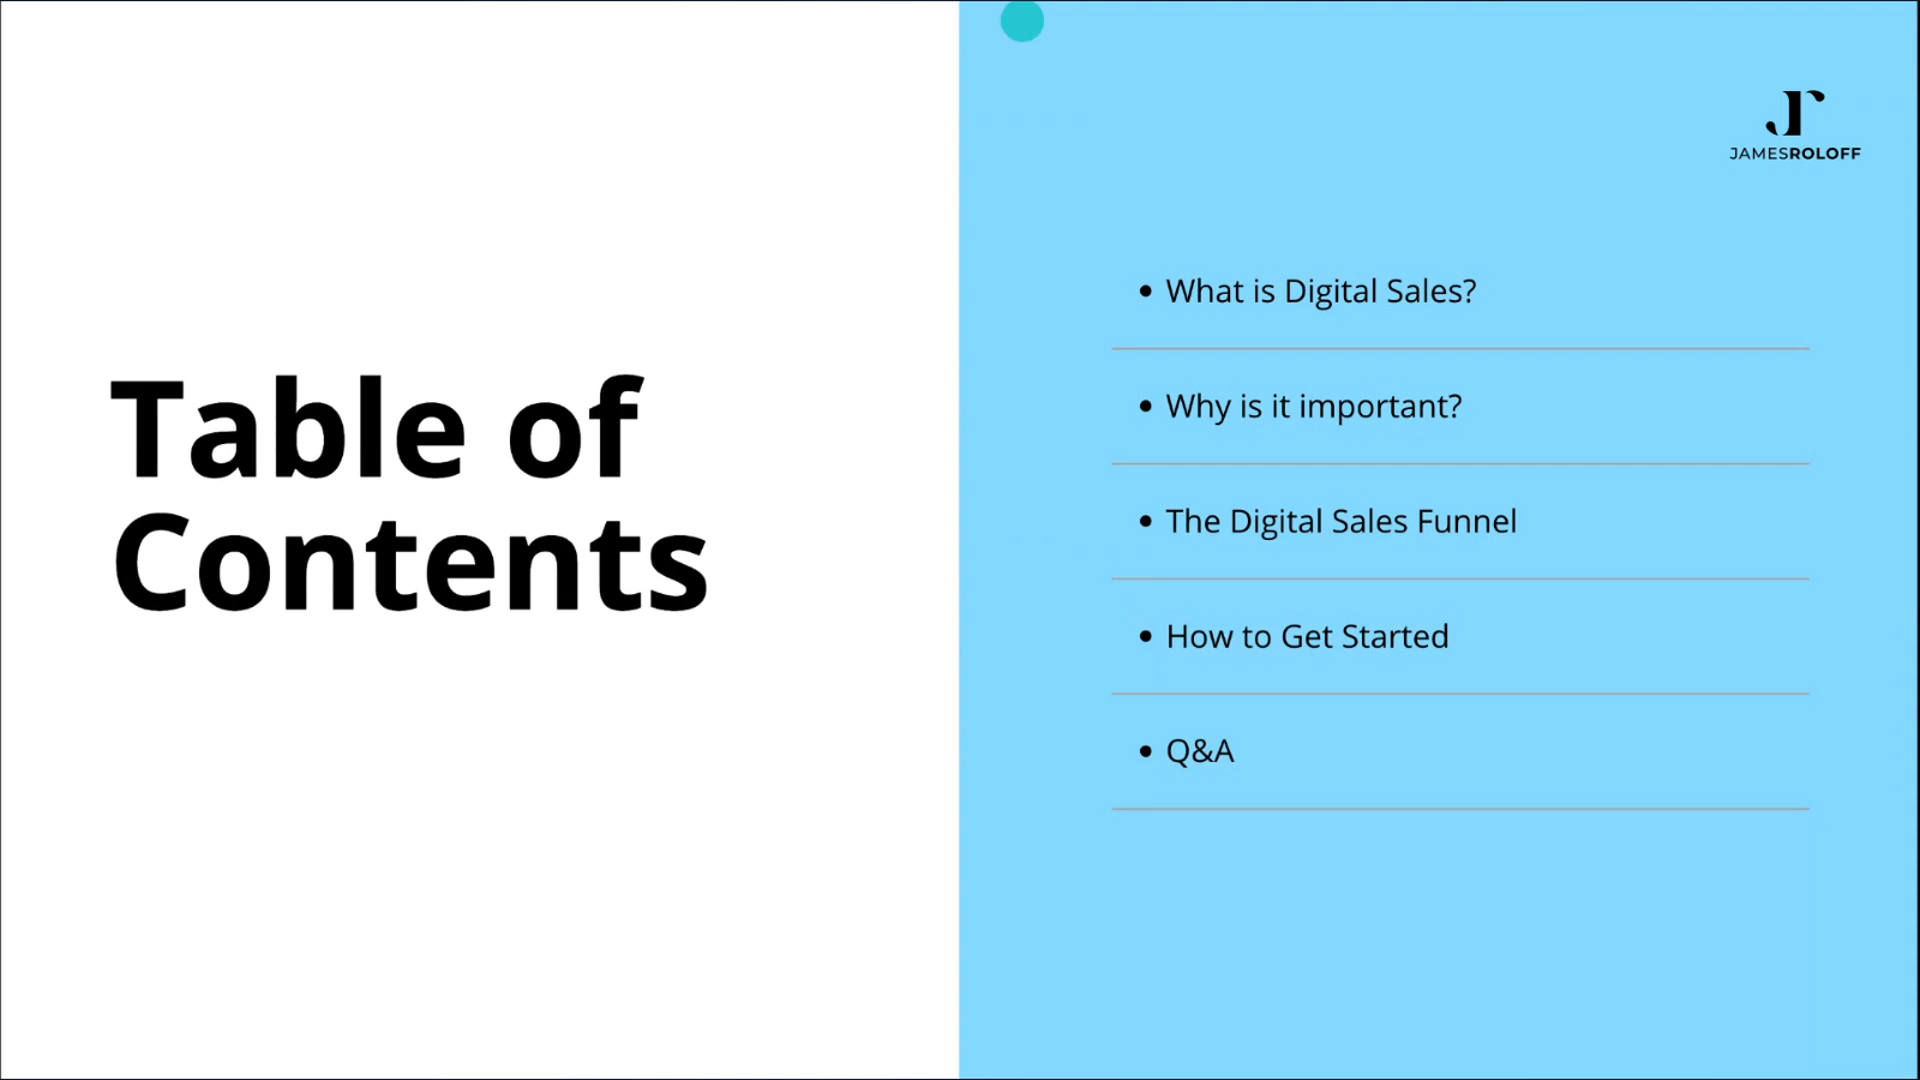 Table of
Contents
Jr
JAMESROLOFF
• What is Digital Sales?
• Why is it important?
• The Digital Sales Funnel
• How to Get Started
• Q&A